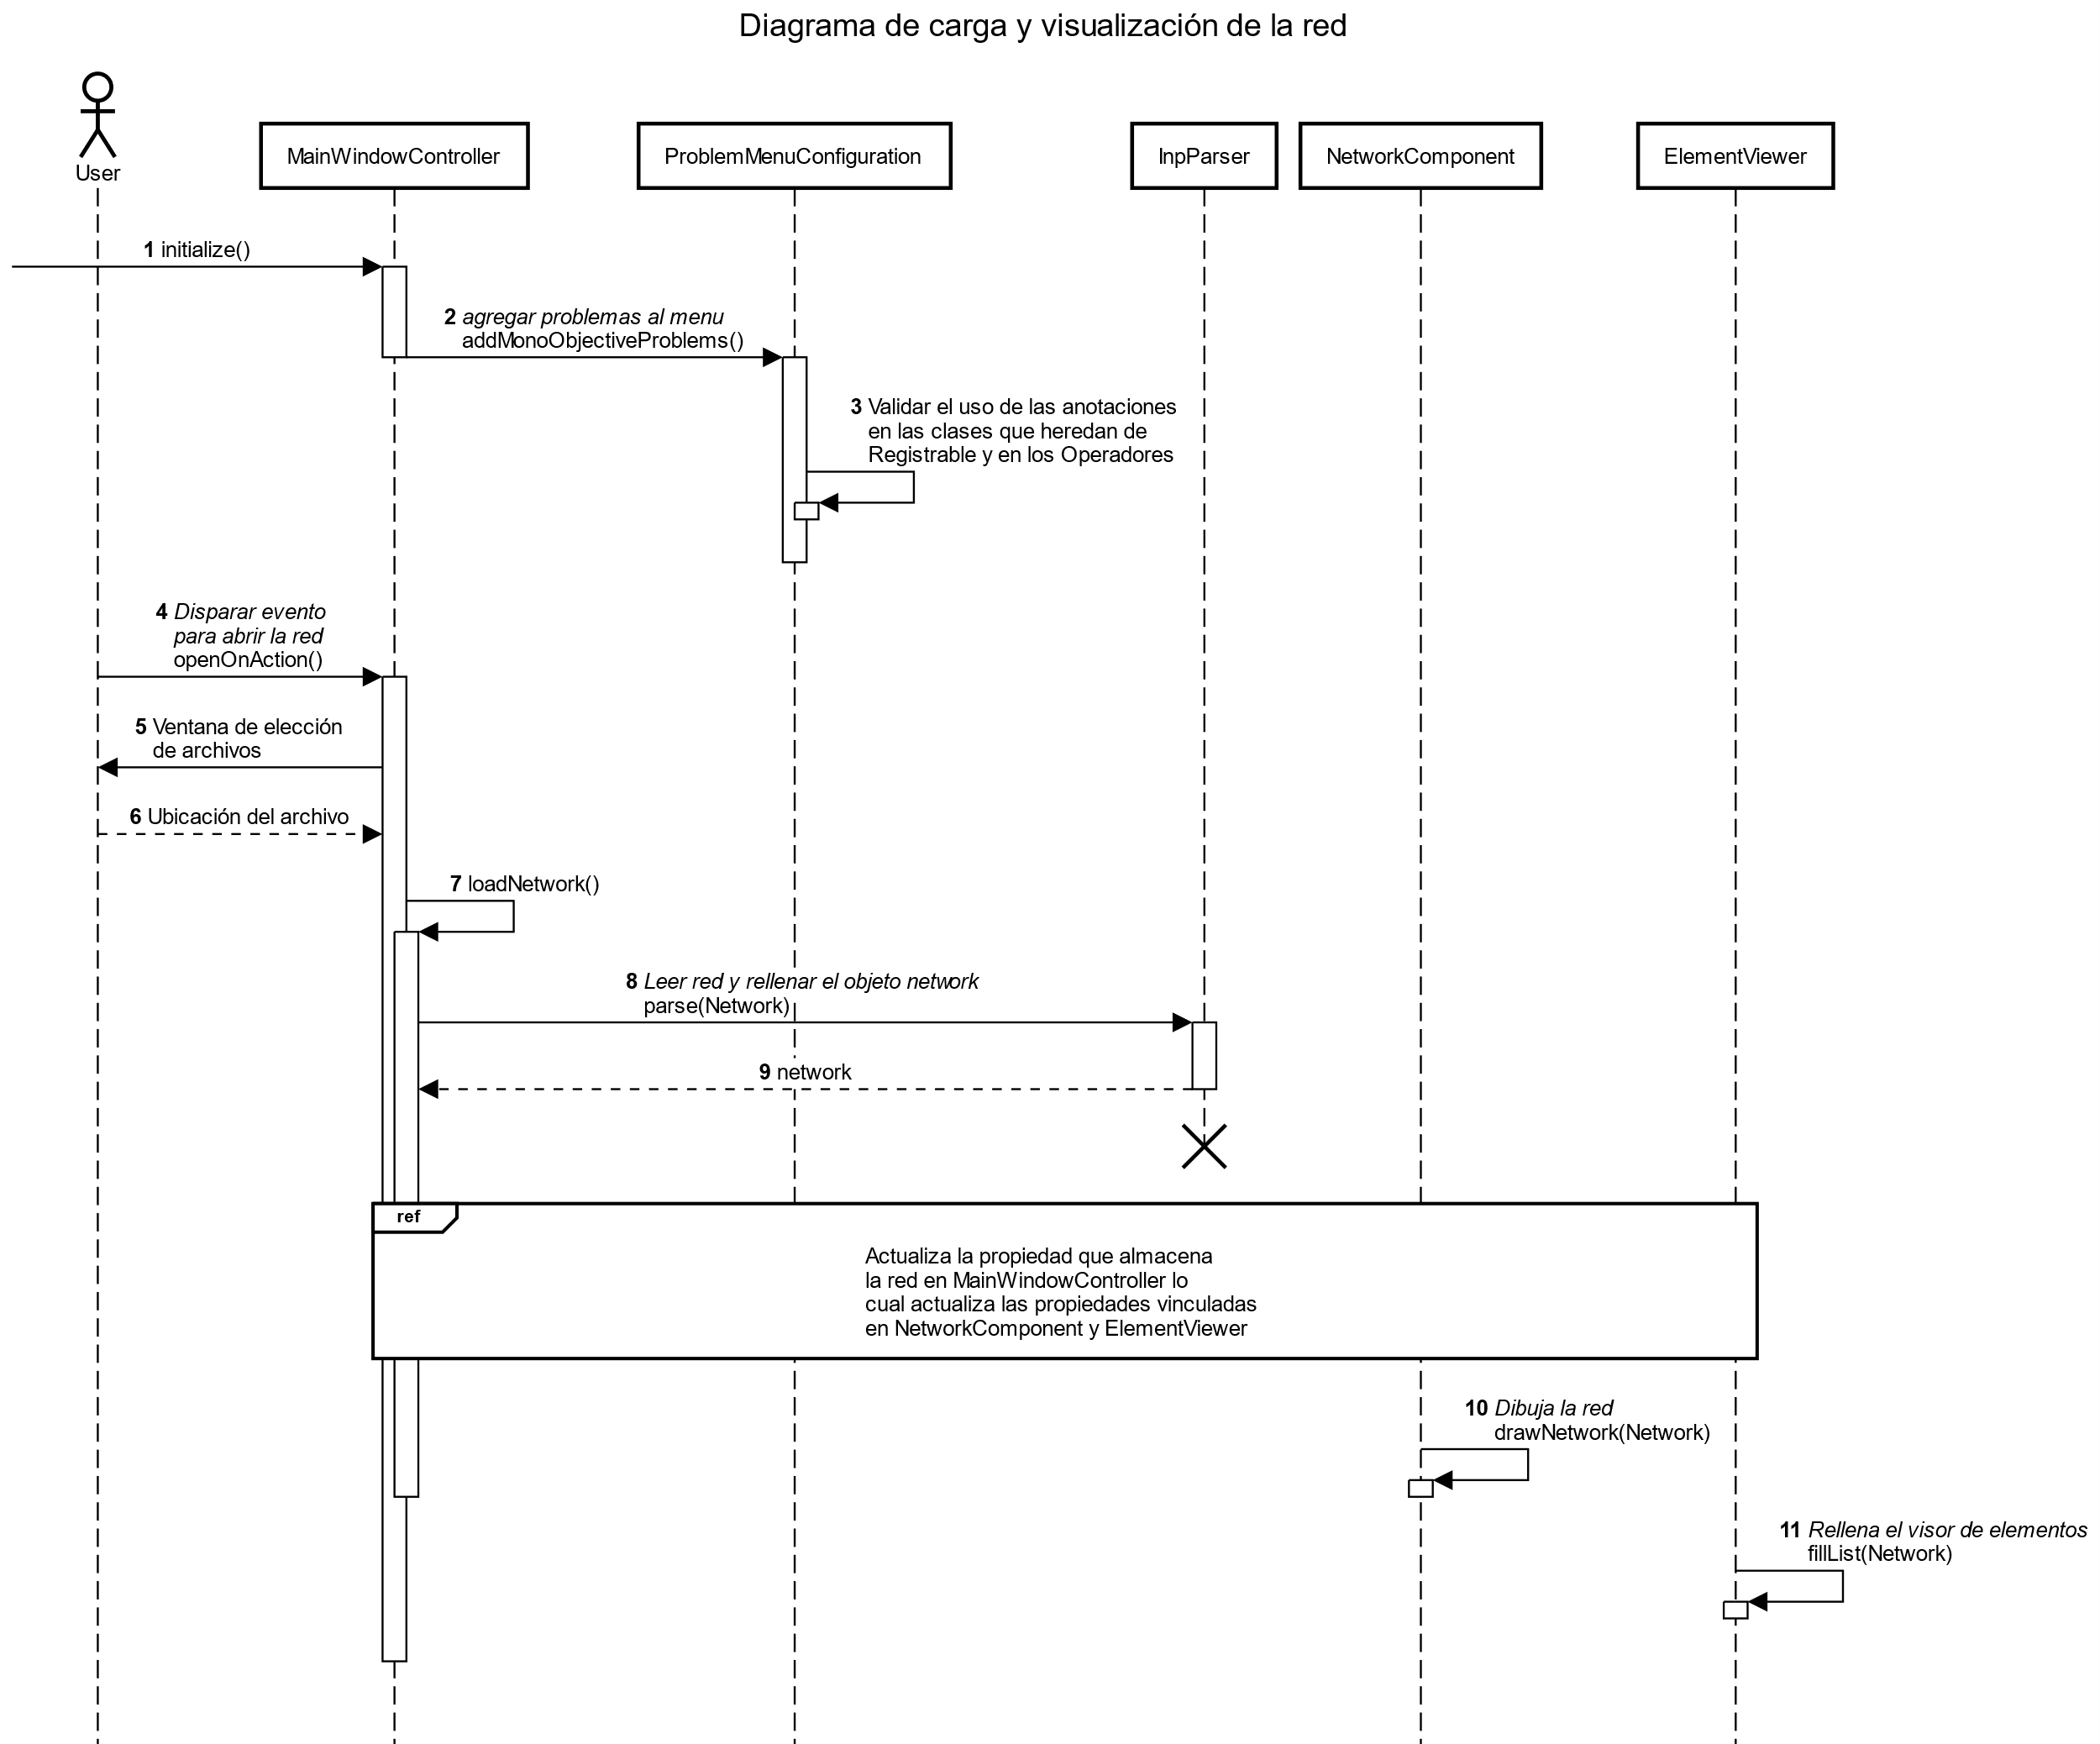 Diagrama de carga y visualización de la red
User
MainWindowController
ProblemMenuConfiguration
InpParser
NetworkComponent
ElementViewer
1 initialize()
2 agregar problemas al menu
addMonoObjectiveProblems()
3 Validar el uso de las anotaciones
en las clases que heredan de
Registrable y en los Operadores
4 Disparar evento
para abrir la red
openOnAction()
5 Ventana de elección
de archivos
6 Ubicación del archivo
7 loadNetwork()
8 Leer red y rellenar el objeto network
parse(Network)
9 network
ref
Actualiza la propiedad que almacena
la red en MainWindowController lo
cual actualiza las propiedades vinculadas
en NetworkComponent y ElementViewer
10 Dibuja la red
drawNetwork(Network)
11 Rellena el visor de elementos
fillList(Network)